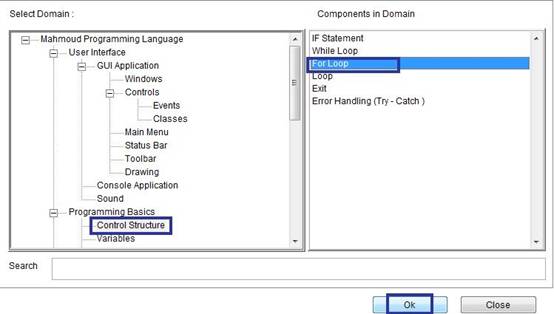 Select Domain :
Mahmoud Programming Language
User Interface
GUI Application
Windows
Controls
Events
Classes
Main Menu
Status Bar
Toolbar
Drawing
Console Application
Sound
Programming Basics
Control Structure
Variables
Components in Domain
IF Statement
While Loop
For Loop
Loop
Exit
Error Handling (Try - Catch )
Search
Ok
Close